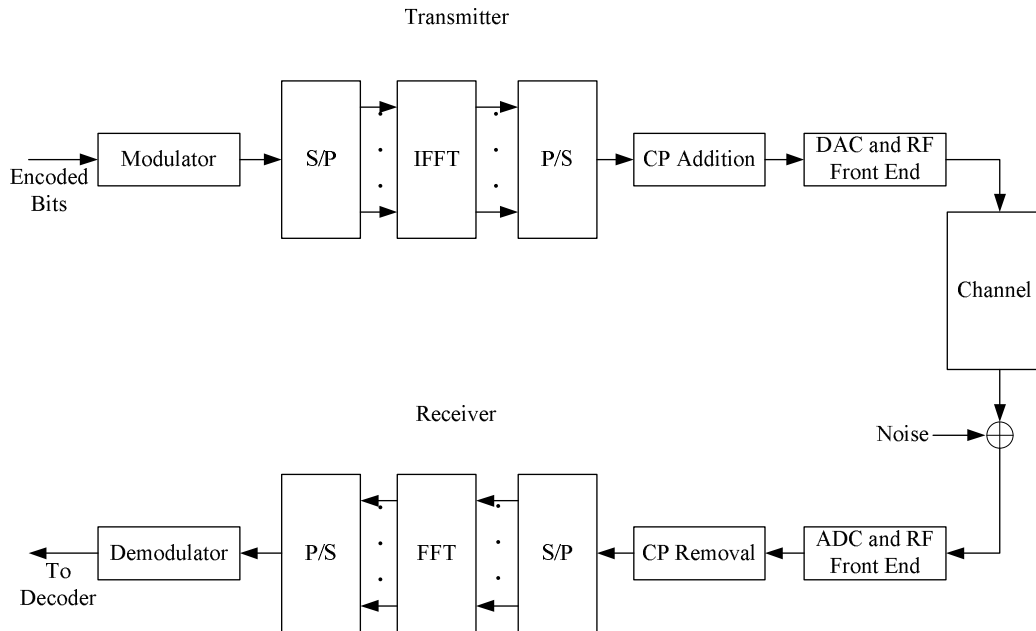 Transmitter
Encoded
Bits
Modulator
S/P
IFFT
P/S
CP Addition
DAC and RF
Front End
Channel
Noise
Receiver
ADC and RF
Front End
CP Removal
S/P
FFT
P/S
Demodulator
To
Decoder